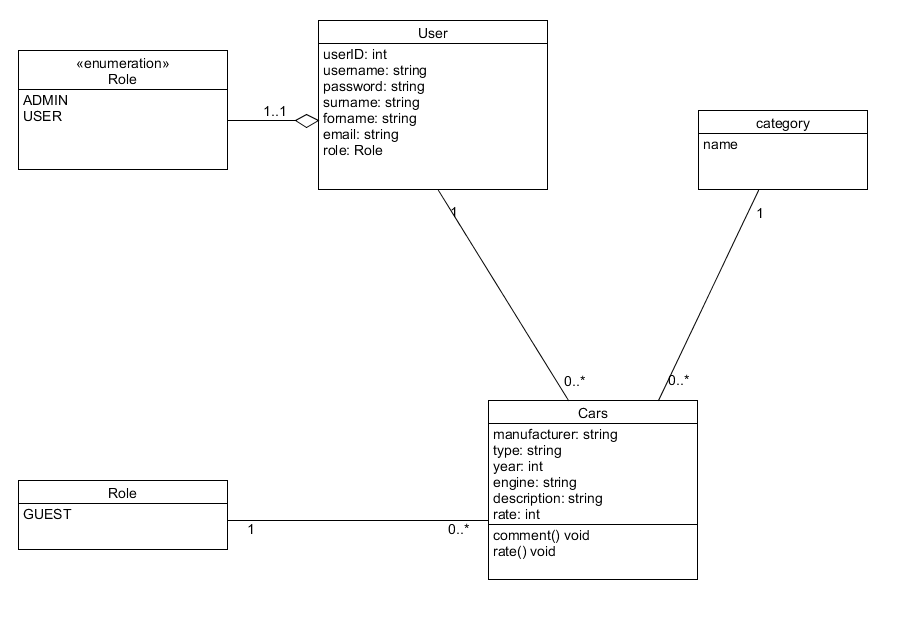 «enumeration»
Role
ADMIN
USER
1..1
User
userID: int
username: string
password: string
surname: string
forname: string
email: string
role: Role
category
name
1
1
0..*
0..*
Cars
manufacturer: string
type: string
year: int
engine: string
description: string
rate: int
comment() void
rate() void
Role
GUEST
1
0..*